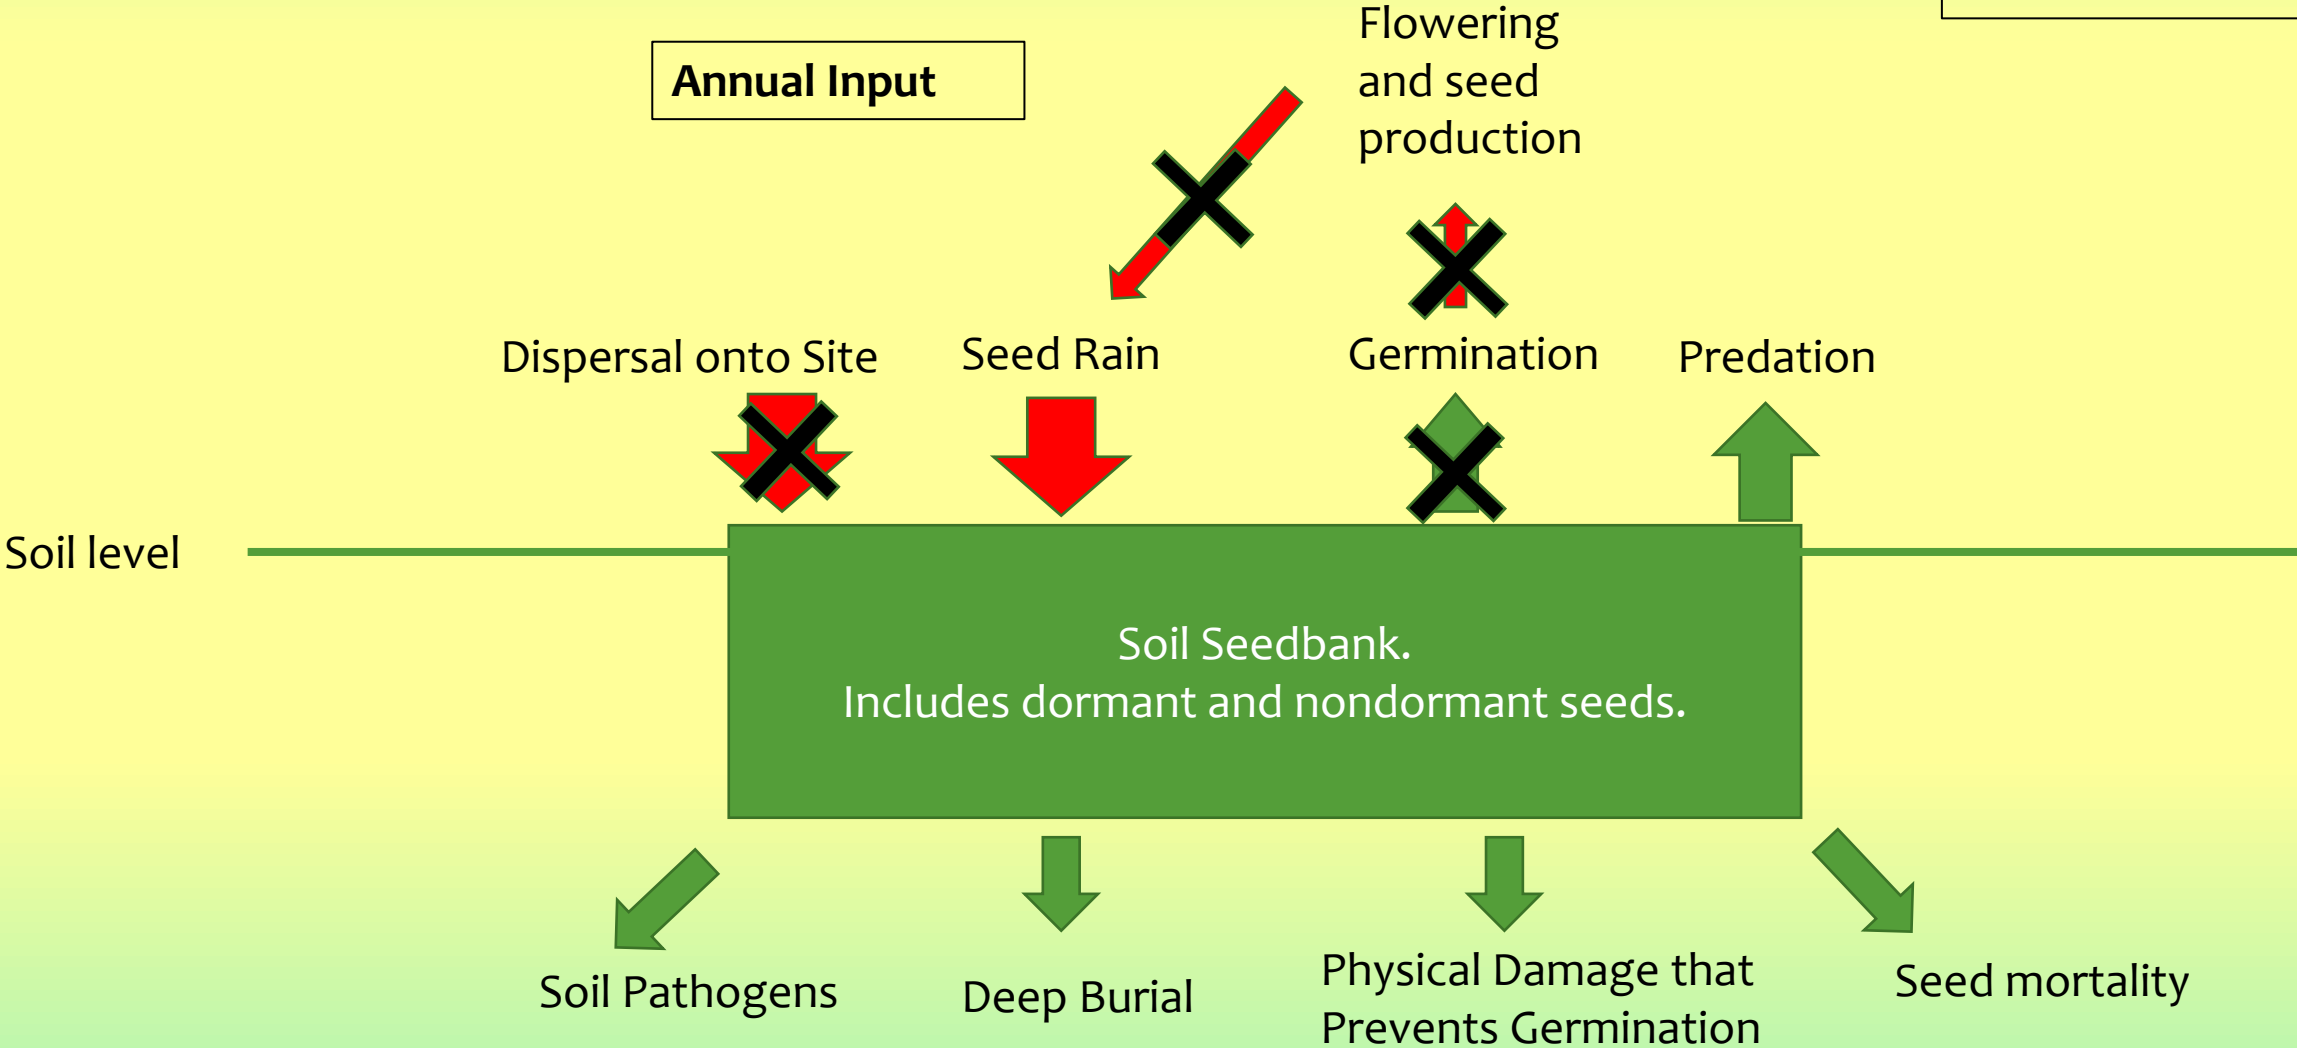 Flowering
and seed
production
Annual Input
Dispersal onto Site
Seed Rain
Germination
Predation
Soil level
Soil Seedbank.
Includes dormant and nondormant seeds.
Soil Pathogens
Deep Burial
Physical Damage that
Prevents Germination
Seed mortality